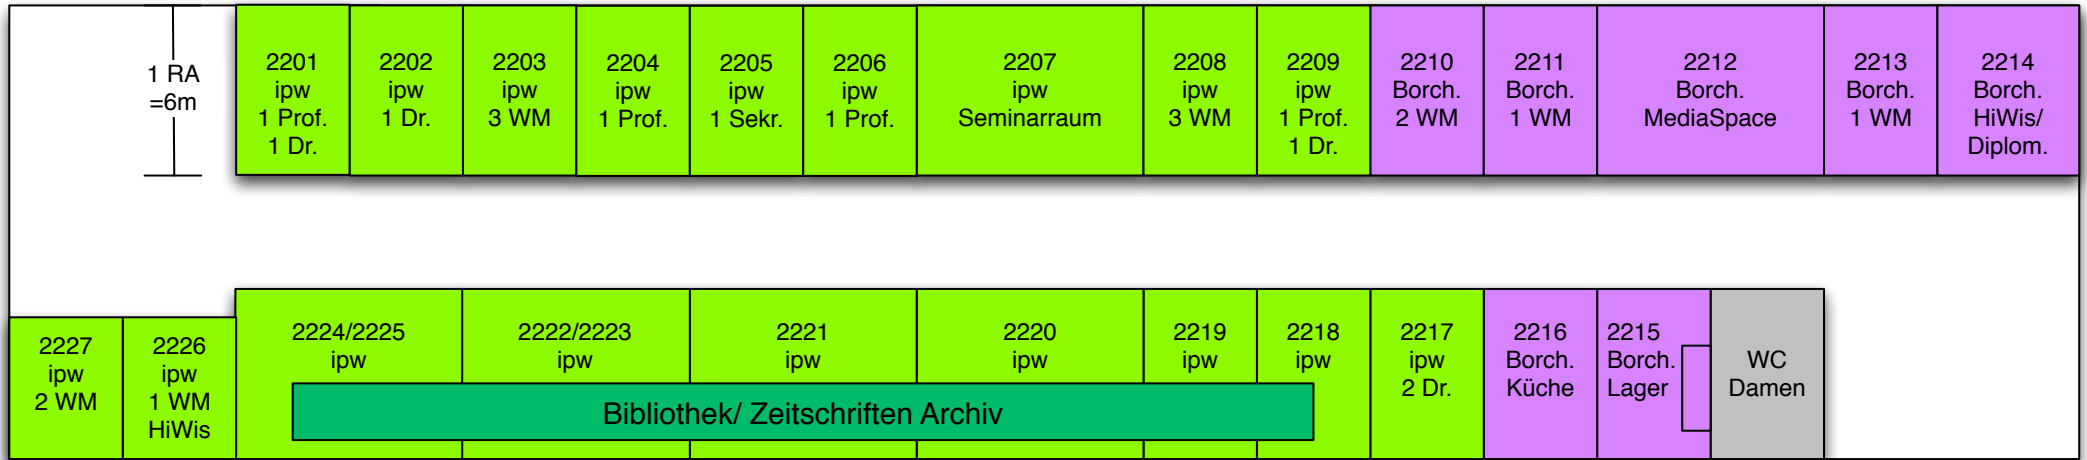 1 RA
=6m
2201
ipw
1 Prof.
1 Dr.
2202
ipw
1 Dr.
2203
ipw
3 WM
2204
ipw
1 Prof.
2205
ipw
1 Sekr.
2206
ipw
1 Prof.
2207
ipw
Seminarraum
2208
ipw
3 WM
2209
ipw
1 Prof.
1 Dr.
2210
Borch.
2 WM
2211
Borch.
1 WM
2212
Borch.
MediaSpace
2213
Borch.
1 WM
2214
Borch.
HiWis/
Diplom.
2227
ipw
2 WM
2226
ipw
1 WM
HiWis
2224/2225
ipw
2222/2223
ipw
2221
ipw
2220
ipw
2219
ipw
2218
ipw
Bibliothek/ Zeitschriften Archiv
2217
ipw
2 Dr.
2216
Borch.
Küche
2215
Borch.
Lager
WC
Damen